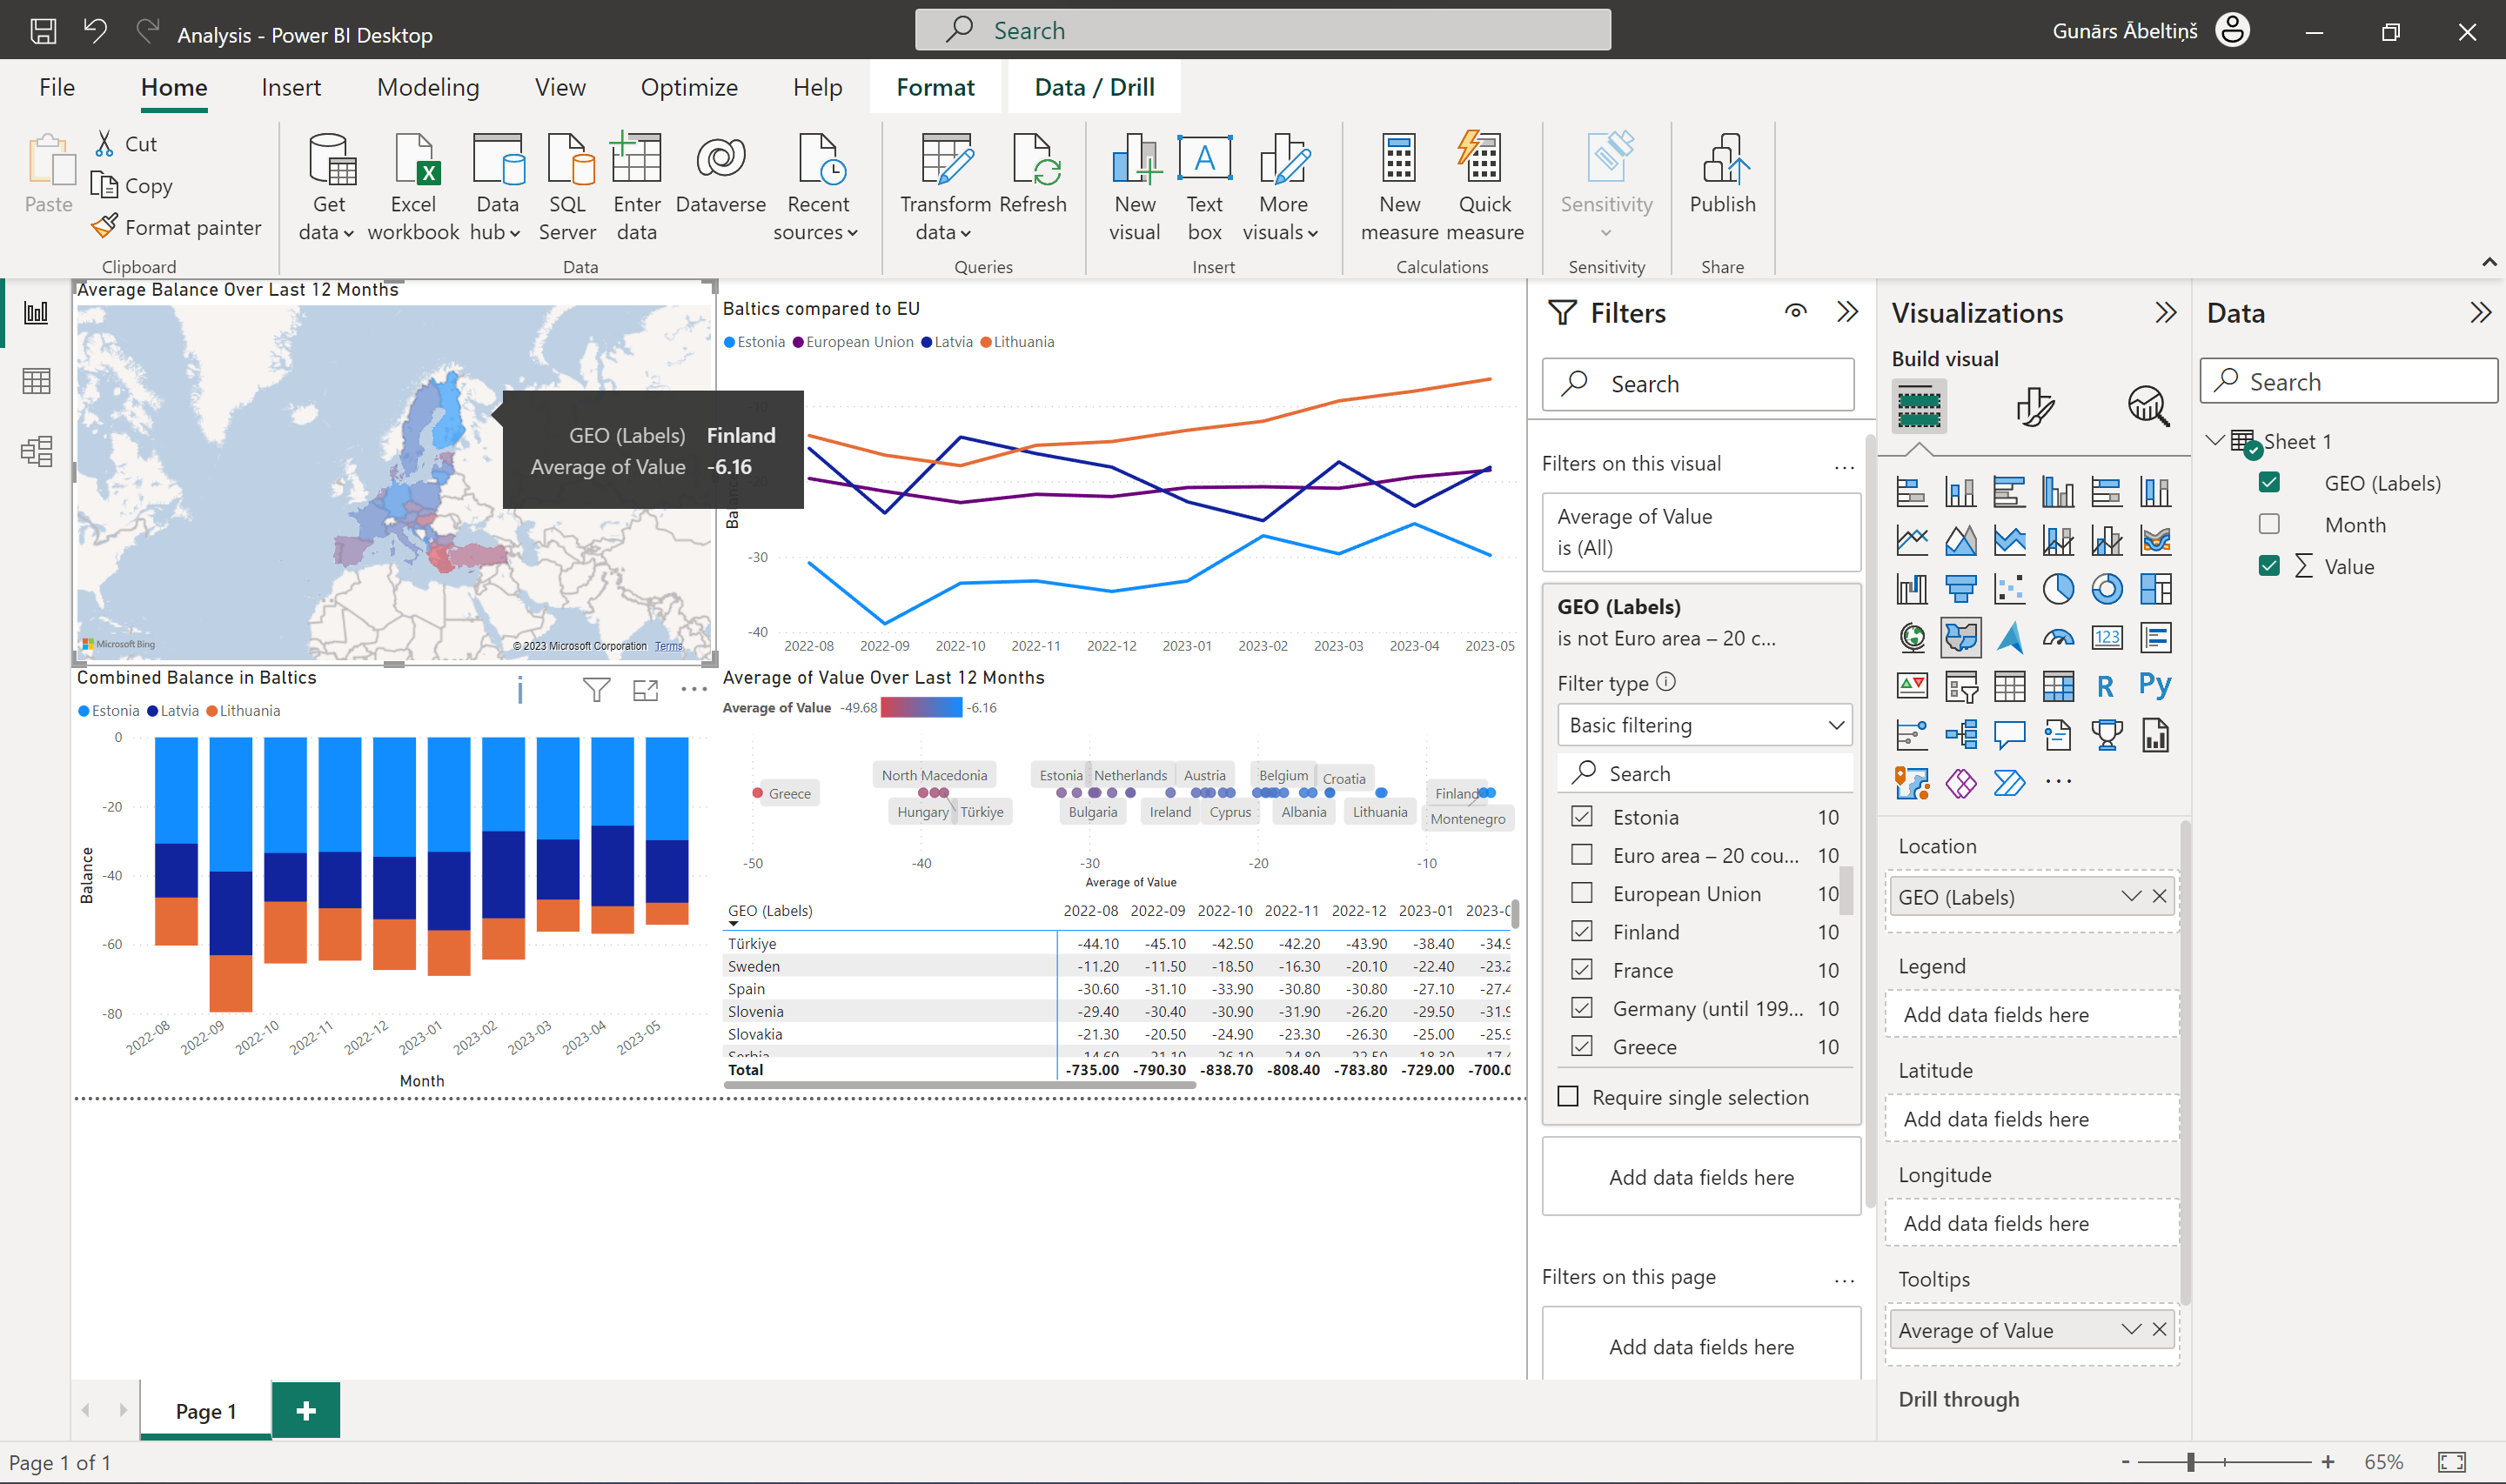 Analysis - Power BI Desktop
Search
Gunārs Ābeltiņš
File
Home
Insert
Modeling
View
Optimize
Help
Format
Data / Drill
Paste
Cut
Copy
Format painter
Clipboard
Get data
Excel workbook
Data hub
SQL Server
Enter data
Dataverse
Recent sources
Data
Transform data
Refresh
Queries
New visual
Text box
More visuals
Insert
New measure
Quick measure
Calculations
Sensitivity
Sensitivity
Publish
Share
Average Balance Over Last 12 Months
GEO (Labels) Finland
Average of Value -6.16
Microsoft Bing
© 2023 Microsoft Corporation Terms
Baltics compared to EU
Estonia European Union Latvia Lithuania
-30
-40
2022-08 2022-09 2022-10 2022-11 2022-12 2023-01 2023-02 2023-03 2023-04 2023-05
Combined Balance in Baltics
Estonia Latvia Lithuania
Balance
0
-20
-40
-60
-80
2022-08 2022-09 2022-10 2022-11 2022-12 2023-01 2023-02 2023-03 2023-04 2023-05
Month
Average of Value Over Last 12 Months
Average of Value -49.68 -6.16
North Macedonia Estonia Netherlands Austria Belgium Croatia
Greece Finland
Hungary Türkiye Bulgaria Ireland Cyprus Albania Lithuania Montenegro
-50 -40 -30 -20 -10
Average of Value
GEO (Labels) 2022-08 2022-09 2022-10 2022-11 2022-12 2023-01
Türkiye -44.10 -45.10 -42.50 -42.20 -43.90 -38.40 -34.9
Sweden -11.20 -11.50 -18.50 -16.30 -20.10 -22.40 -23.2
Spain -30.60 -31.10 -33.90 -30.80 -30.80 -27.10 -27.4
Slovenia -29.40 -30.40 -30.90 -31.90 -26.20 -29.50 -31.9
Slovakia -21.30 -20.50 -24.90 -23.30 -26.30 -25.00 -25.9
Total -735.00 -790.30 -838.70 -808.40 -783.80 -729.00 -700.0
Filters
Search
Filters on this visual ...
Average of Value
is (All)
GEO (Labels)
is not Euro area – 20 c...
Filter type
Basic filtering
Search
Estonia 10
Euro area – 20 cou... 10
European Union 10
Finland 10
France 10
Germany (until 199... 10
Greece 10
Require single selection
Add data fields here
Filters on this page ...
Add data fields here
Visualizations
Build visual
123
R
Py
...
Location
GEO (Labels)
Legend
Add data fields here
Latitude
Add data fields here
Longitude
Add data fields here
Tooltips
Average of Value
Drill through
Data
Search
Sheet 1
GEO (Labels)
Month
Value
Page 1
Page 1 of 1
- + 65%